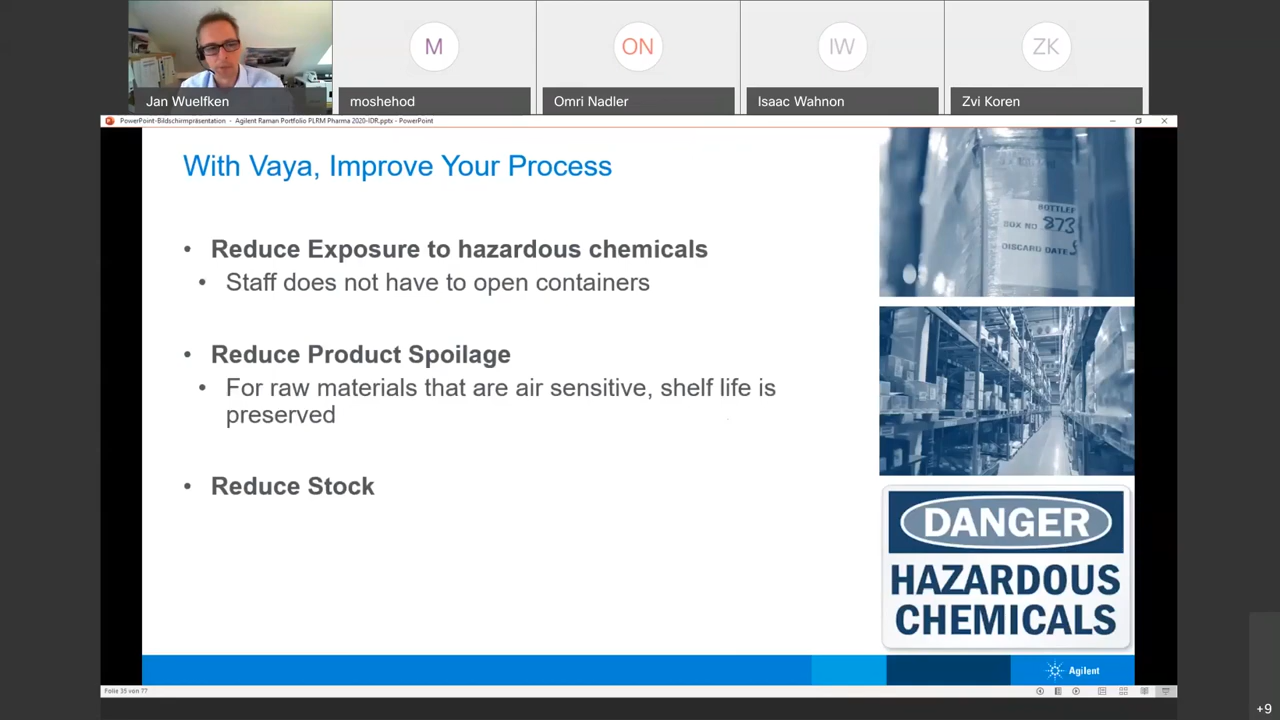 M
ON
IW
ZK
Jan Wuelfken
moshehod
Omri Nadler
Isaac Wahnon
Zvi Koren
PowerPoint-Bildschirmpräsentation - Agilent Raman Portfolio PLRM Pharma 2020-IDR.pptx - PowerPoint
With Vaya, Improve Your Process
• Reduce Exposure to hazardous chemicals
• Staff does not have to open containers
• Reduce Product Spoilage
• For raw materials that are air sensitive, shelf life is
preserved
• Reduce Stock
BOX NO 873
DISCARD DATE
DANGER
HAZARDOUS
CHEMICALS
Agilent
Folie 35 von 77
+9